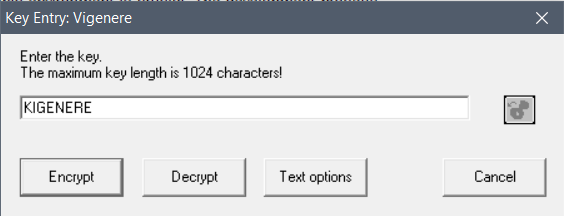 Key Entry: Vigenere
Enter the key.
The maximum key length is 1024 characters!
KIGENERE
Encrypt
Decrypt
Text options
Cancel